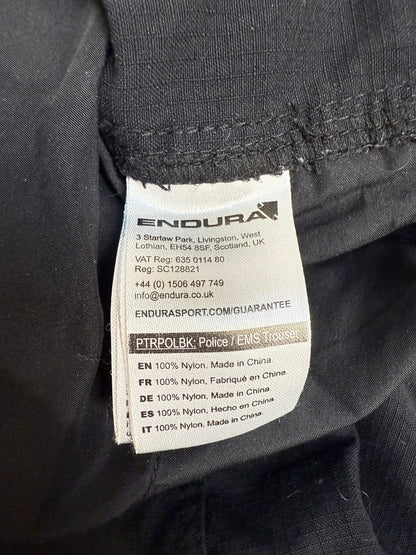 ENDURA
3 Starlaw Park, Livingston, West
Lothian, EH54 8SF, Scotland, UK
VAT Reg: 635 0114 80
Reg: SC128821
+44 (0) 1506 497 749
info@endura.co.uk
ENDURASPORT.COM/GUARANTEE
PTRPOLBK: Police / EMS Trouser
EN 100% Nylon, Made in China.
FR 100% Nylon, Fabriqué en China.
DE 100% Nylon, Made in China.
ES 100% Nylon, Hecho en China.
IT 100% Nylon, Made in China.